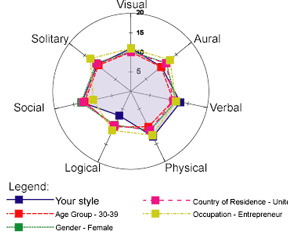 Visual
20
Solitary
15
Aural
10
5
Social
Verbal
Logical
Physical
Legend:
Your style
Country of Residence - Unite
Age Group - 30-39
Occupation - Entrepreneur
Gender - Female